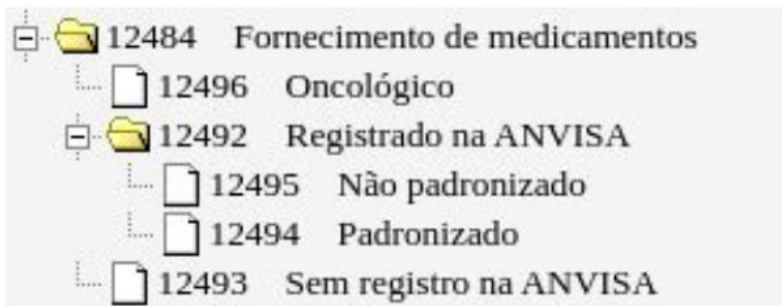 12484 Fornecimento de medicamentos
12496 Oncológico
12492 Registrado na ANVISA
12495 Não padronizado
12494 Padronizado
12493 Sem registro na ANVISA